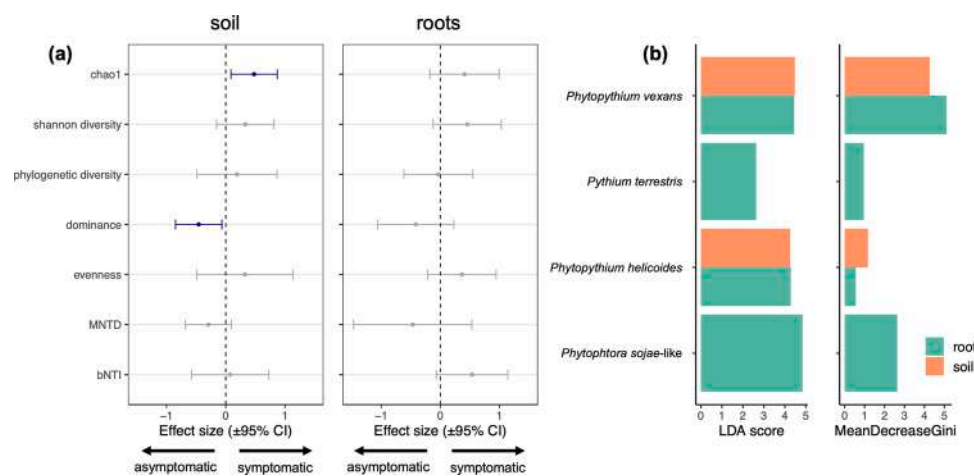 soil
roots
(a)
(b)
chao1
shannon diversity
phylogenetic diversity
dominance
evenness
MNTD
bNTI
−1 0 1
−1 0 1
Effect size (±95% CI)
Effect size (±95% CI)
asymptomatic symptomatic
asymptomatic symptomatic
Phytopythium vexans
Pythium terrestris
Phytopythium helicoides
Phytophtora sojae-like
root
soil
0 1 2 3 4 5
0 1 2 3 4 5
LDA score
MeanDecreaseGini